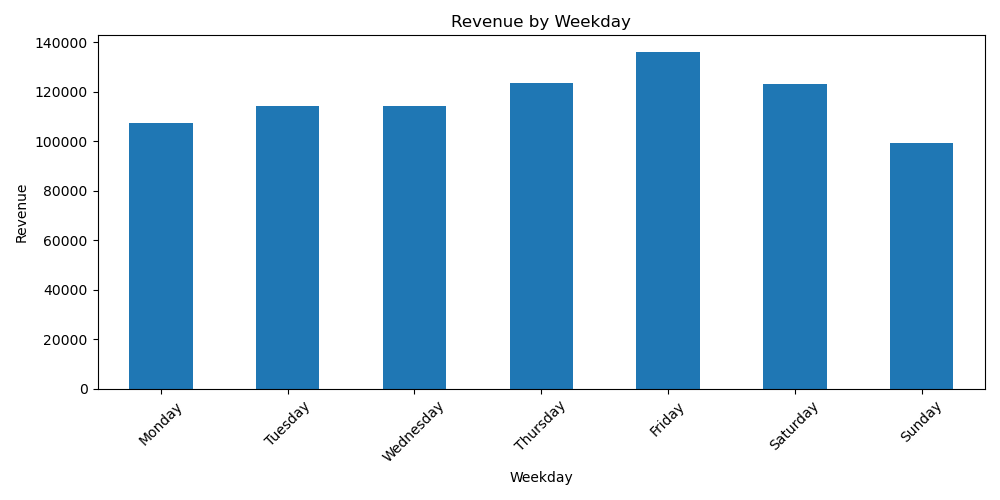 Revenue by Weekday
Revenue
140000
120000
100000
80000
60000
40000
20000
0
Monday
Tuesday
Wednesday
Thursday
Friday
Saturday
Sunday
Weekday